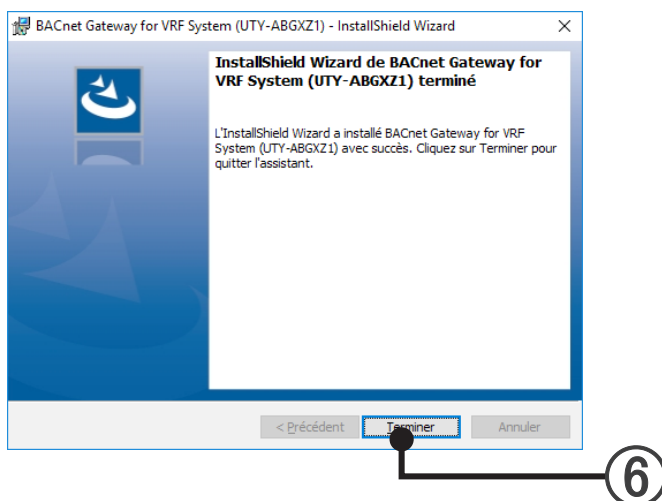 BACnet Gateway for VRF System (UTY-ABGXZ1) - InstallShield Wizard
InstallShield Wizard de BACnet Gateway for
VRF System (UTY-ABGXZ1) terminé
L'InstallShield Wizard a installé BACnet Gateway for VRF
System (UTY-ABGXZ1) avec succès. Cliquez sur Terminer pour
quitter l'assistant.
< Précédent Terminer Annuler
6